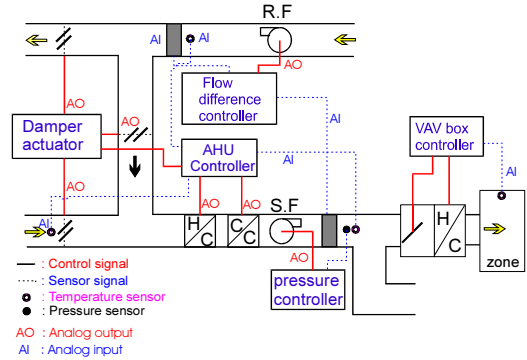 R.F
AI
AI
AO
Flow
difference
controller
AO
Damper
actuator
AO
AHU
Controller
AI
AI
VAV box
controller
AI
AO
AO
AO
S.F
AI
H
C
C
C
H
C
AO
pressure
controller
zone
: Control signal
: Sensor signal
: Temperature sensor
: Pressure sensor
AO : Analog output
AI : Analog input